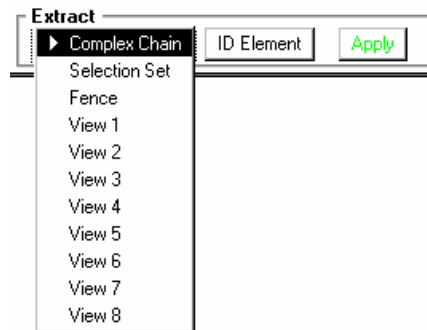 Extract
Complex Chain ID Element Apply
Selection Set
Fence
View 1
View 2
View 3
View 4
View 5
View 6
View 7
View 8